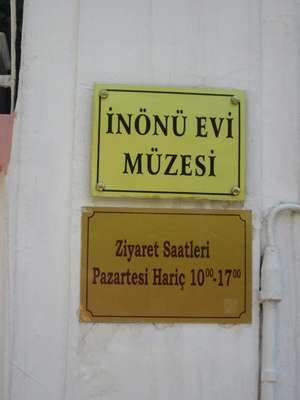 İNÖNÜ EVİ
MÜZESİ
Ziyaret Saatleri
Pazartesi Hariç 10⁰⁰-17⁰⁰